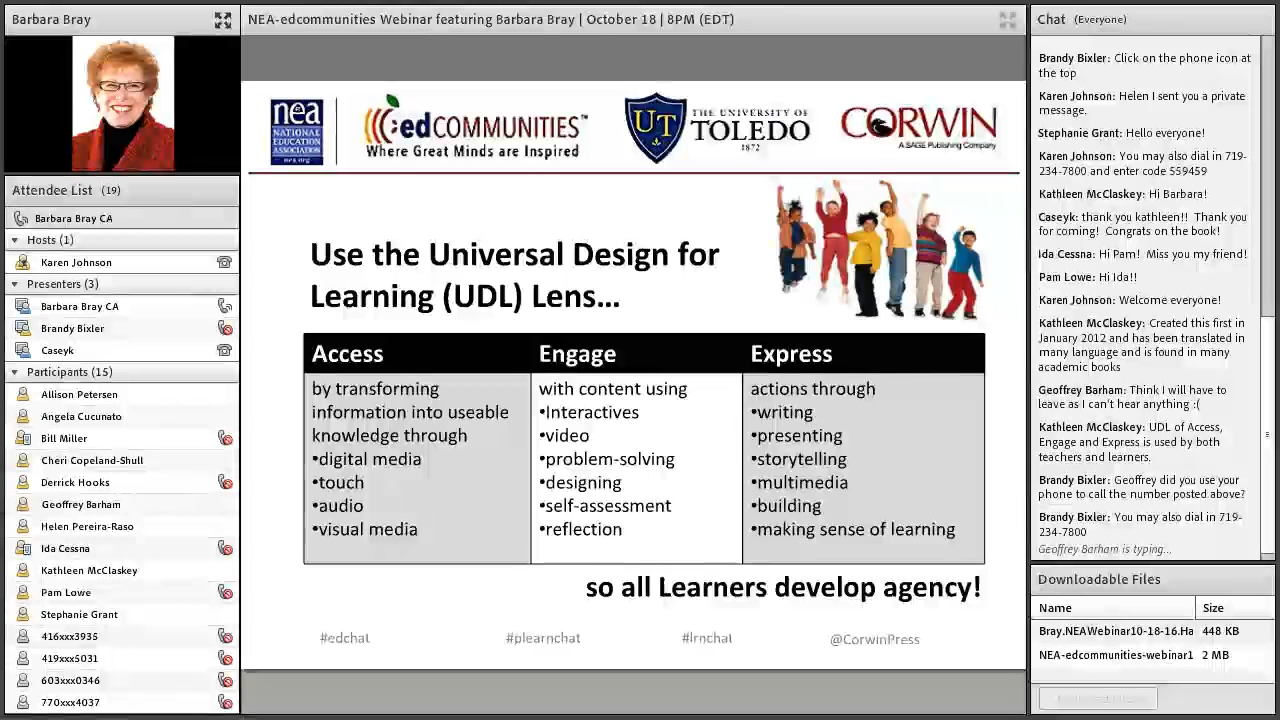 Barbara Bray
NEA-edcommunities Webinar featuring Barbara Bray | October 18 | 8PM (EDT)
Attendee List (19)
Barbara Bray CA
Hosts (1)
Karen Johnson
Presenters (3)
Barbara Bray CA
Brandy Bixler
Caseyk
Participants (15)
Allison Petersen
Angela Cucunato
Bill Miller
Cheri Copeland-Shull
Derrick Hooks
Geoffrey Barham
Helen Pereira-Raso
Ida Cessna
Kathleen McClaskey
Pam Lowe
Stephanie Grant
416xxx3935
419xxx5031
603xxx0346
770xxx4037
nea
NATIONAL
EDUCATION
ASSOCIATION
nea.org
edCOMMUNITIES™
Where Great Minds are Inspired
UT
THE UNIVERSITY OF
TOLEDO
1872
CORWIN
A SAGE Publishing Company
Use the Universal Design for
Learning (UDL) Lens...
Access
by transforming
information into useable
knowledge through
•digital media
•touch
•audio
•visual media
Engage
with content using
•Interactives
•video
•problem-solving
•designing
•self-assessment
•reflection
Express
actions through
•writing
•presenting
•storytelling
•multimedia
•building
•making sense of learning
so all Learners develop agency!
#edchat #plearnchat #lrnchat @CorwinPress
Chat (Everyone)
Brandy Bixler: Click on the phone icon at
the top
Karen Johnson: Helen I sent you a private
message.
Stephanie Grant: Hello everyone!
Karen Johnson: You may also dial in 719-
234-7800 and enter code 559459
Kathleen McClaskey: Hi Barbara!
Caseyk: thank you kathleen!! Thank you
for coming! Congrats on the book!
Ida Cessna: Hi Pam! Miss you my friend!
Pam Lowe: Hi Ida!!
Karen Johnson: Welcome everyone!
Kathleen McClaskey: Created this first in
January 2012 and has been translated in
many language and is found in many
academic books
Geoffrey Barham: Think I will have to
leave as I can't hear anything :(
Kathleen McClaskey: UDL of Access,
Engage and Express is used by both
teachers and learners.
Brandy Bixler: Geoffrey did you use your
phone to call the number posted above?
Brandy Bixler: You may also dial in 719-
234-7800
Geoffrey Barham is typing...
Downloadable Files
Name Size
Bray.NEAWebinar10-18-16.Ha 448 KB
NEA-edcommunities-webinar1 2 MB